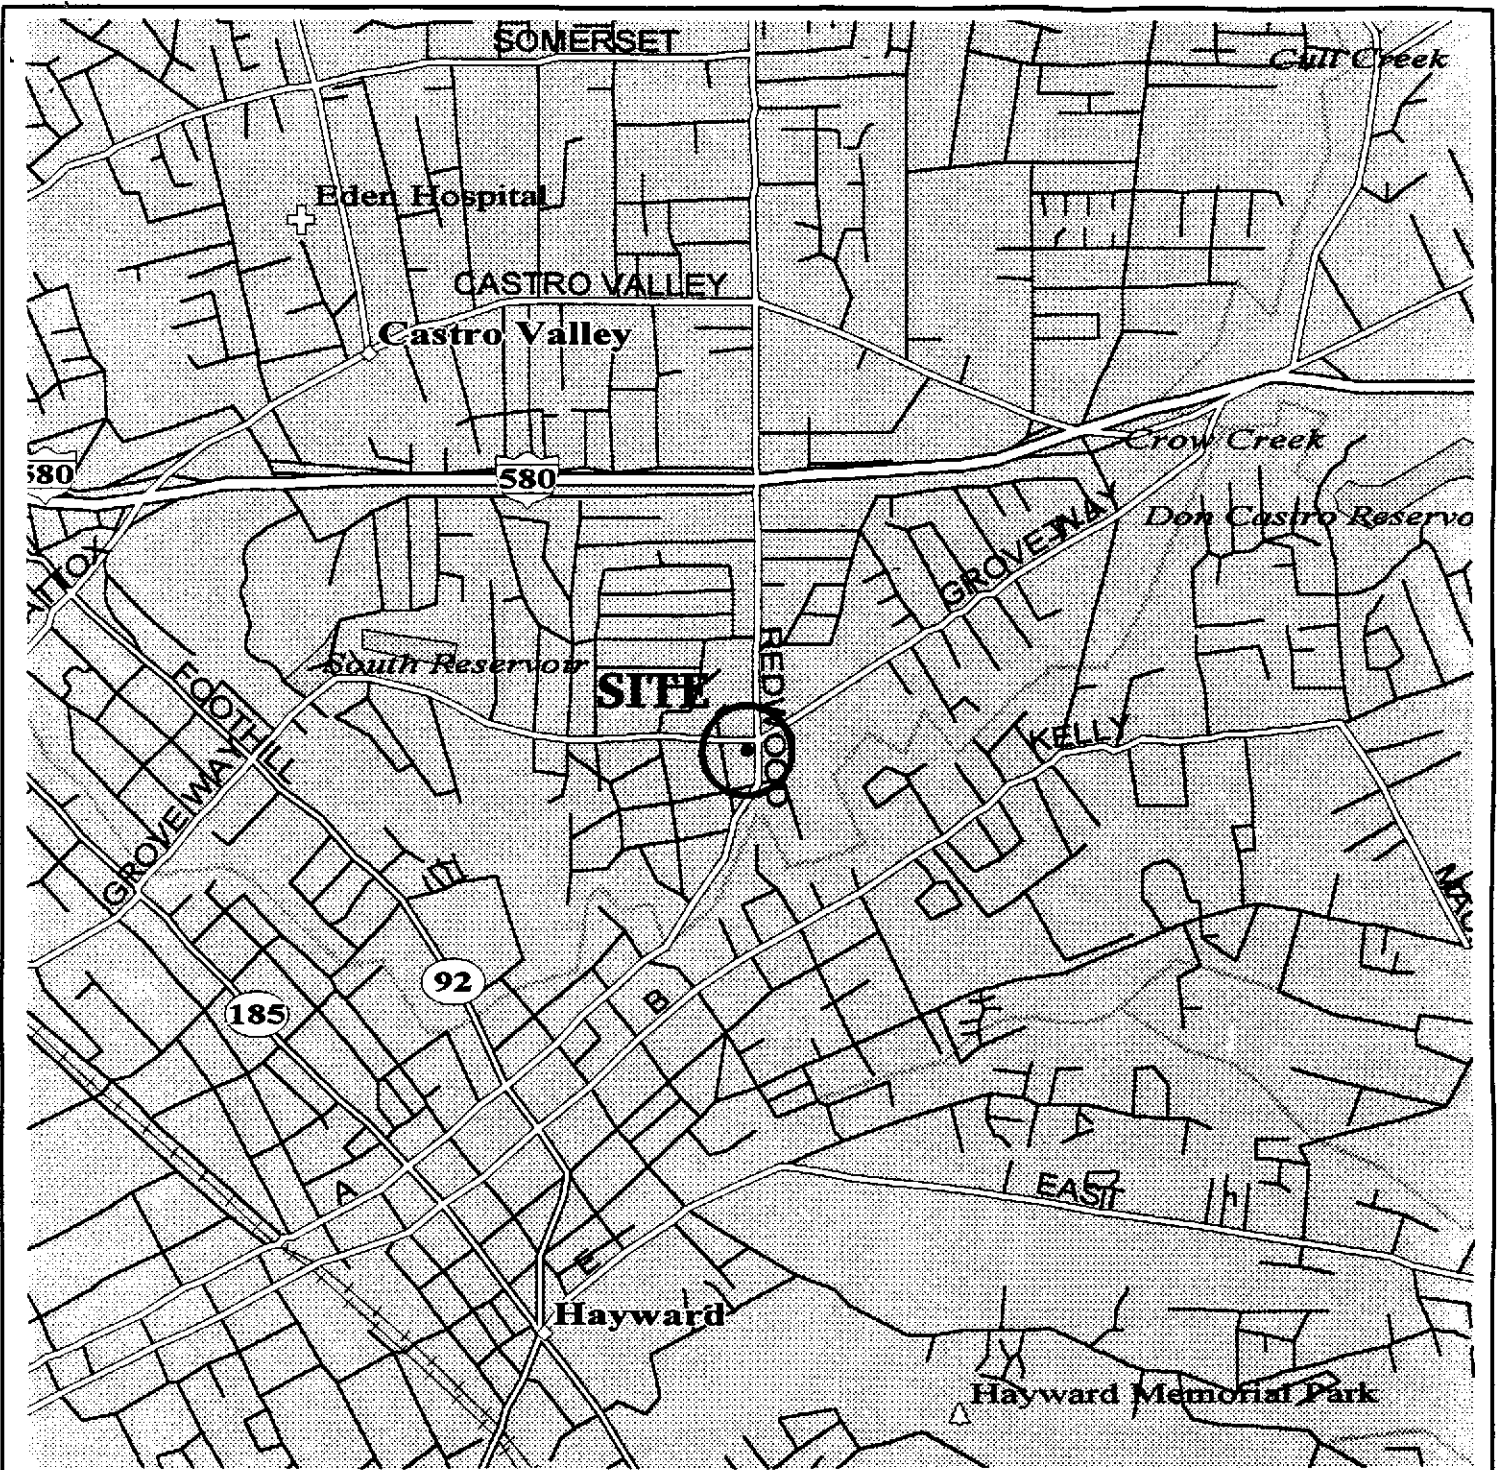 SOMERSET
Cull Creek
Eden Hospital
CASTRO VALLEY
Castro Valley
580
580
Crow Creek
GROVE WAY
Don Castro Reservo
ATTOX
South Reservoir
REDWOOD
SITE
FOOTHILL
KELLY
GROVE WAY
92
B
185
A
EAST
E
Hayward
Hayward Memorial Park